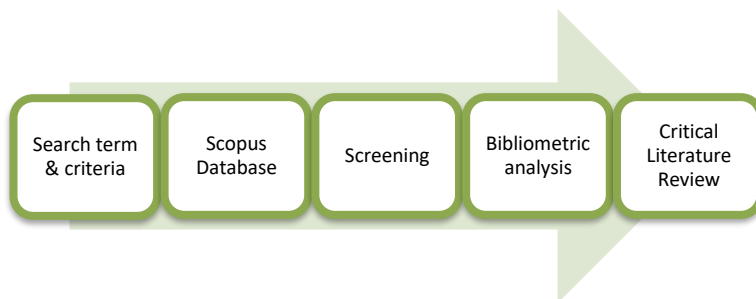 Search term
& criteria
Scopus
Database
Screening
Bibliometric
analysis
Critical
Literature
Review